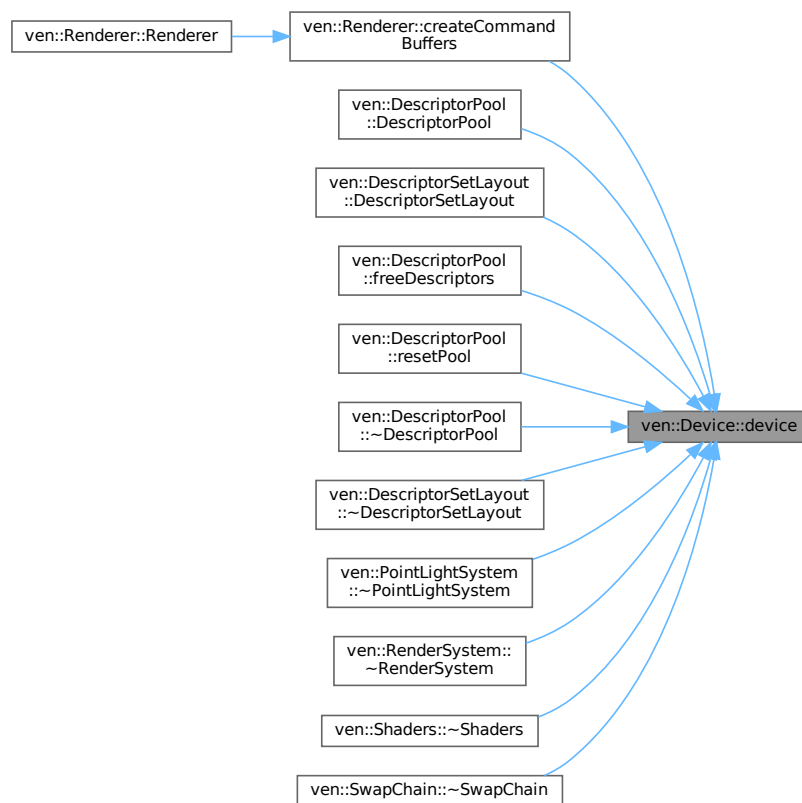 ven::Renderer::Renderer
ven::Renderer::createCommand
Buffers
ven::DescriptorPool
::DescriptorPool
ven::DescriptorSetLayout
::DescriptorSetLayout
ven::DescriptorPool
::freeDescriptors
ven::DescriptorPool
::resetPool
ven::DescriptorPool
::~DescriptorPool
ven::DescriptorSetLayout
::~DescriptorSetLayout
ven::PointLightSystem
::~PointLightSystem
ven::RenderSystem::
~RenderSystem
ven::Shaders::~Shaders
ven::SwapChain::~SwapChain
ven::Device::device